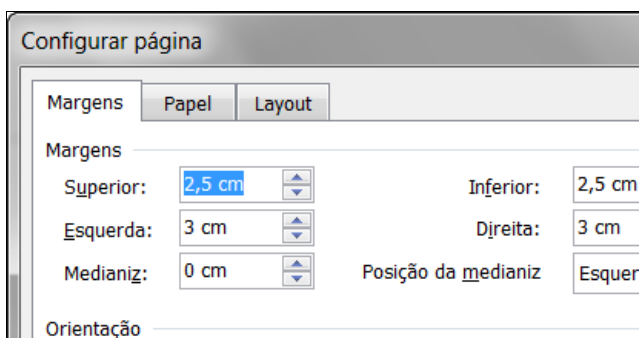 Configurar página
Margens Papel Layout
Margens
Superior: 2,5 cm Inferior: 2,5 cm
Esquerda: 3 cm Direita: 3 cm
Medianiz: 0 cm Posição da medianiz Esquer
Orientação